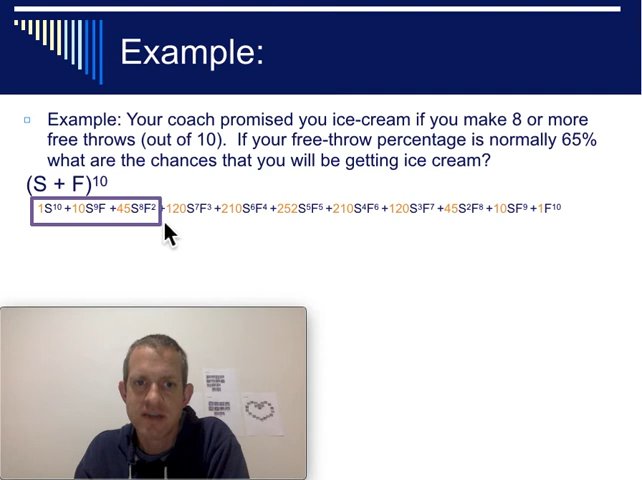 Example:
Example: Your coach promised you ice-cream if you make 8 or more
free throws (out of 10).  If your free-throw percentage is normally 65%
what are the chances that you will be getting ice cream?
(S + F)¹⁰
1S¹⁰ +10S⁹F +45S⁸F² +120S⁷F³ +210S⁶F⁴ +252S⁵F⁵ +210S⁴F⁶ +120S³F⁷ +45S²F⁸ +10SF⁹ +1F¹⁰